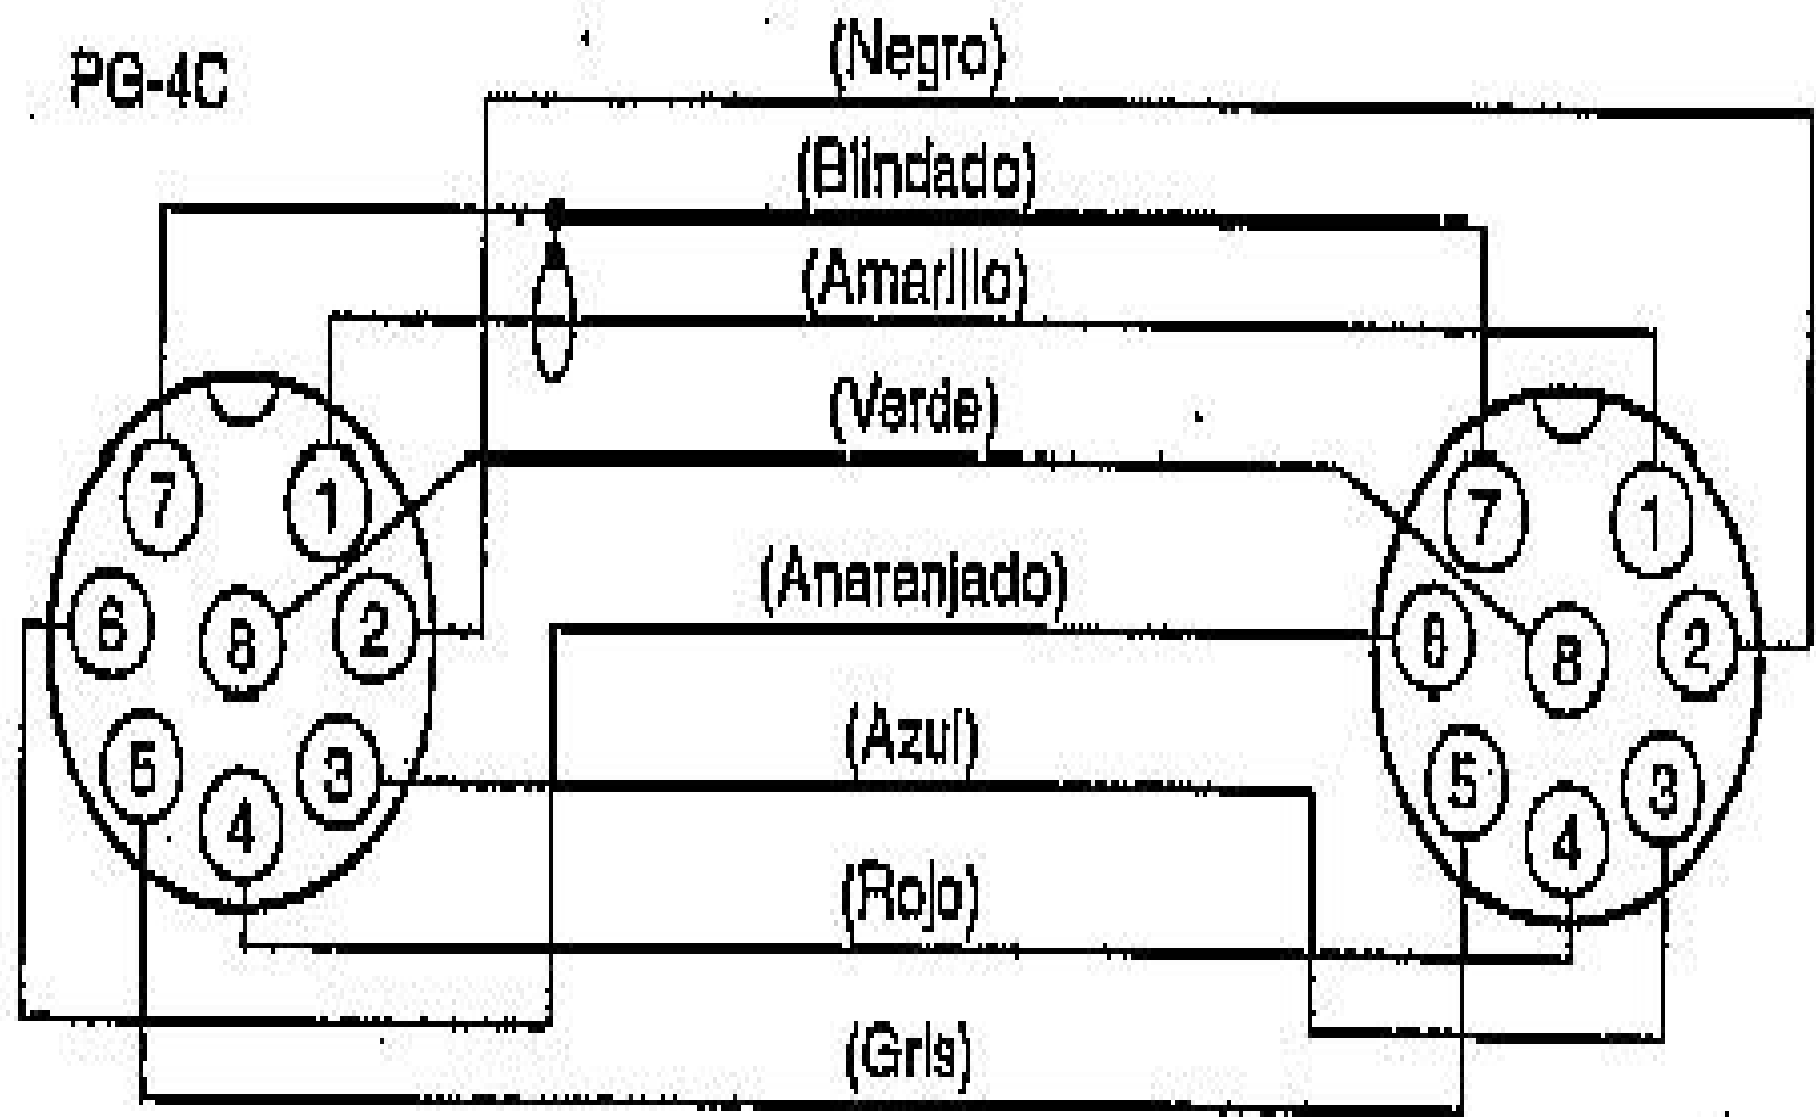 PG-4C
(Negro)
(Blindado)
(Amarillo)
(Verde)
(Anaranjado)
(Azul)
(Rojo)
(Gris)
7
1
6
8
2
5
4
3
7
1
6
8
2
5
4
3